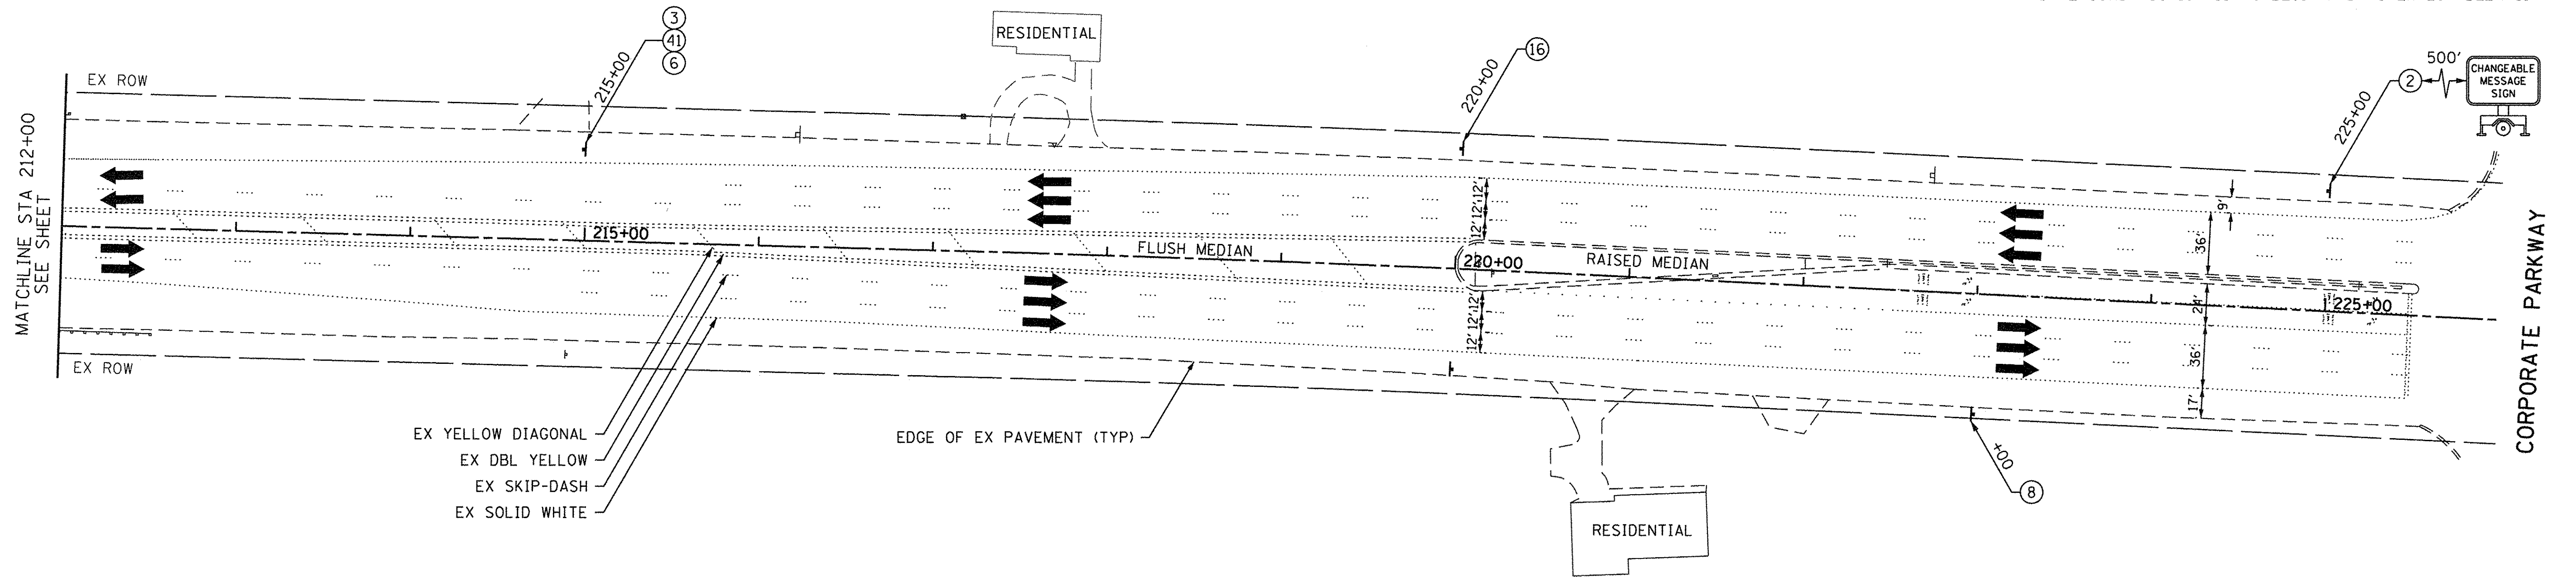 3
41
6
215+00
RESIDENTIAL
16
220+00
500'
CHANGEABLE
MESSAGE
SIGN
2
225+00
EX ROW
MATCHLINE STA 212+00
SEE SHEET
12'
12'
12'
9'
36'
215+00
FLUSH MEDIAN
220+00
RAISED MEDIAN
225+00
24'
36'
17'
12'
12'
12'
CORPORATE PARKWAY
EX ROW
EX YELLOW DIAGONAL
EX DBL YELLOW
EX SKIP-DASH
EX SOLID WHITE
EDGE OF EX PAVEMENT (TYP)
+00
8
RESIDENTIAL